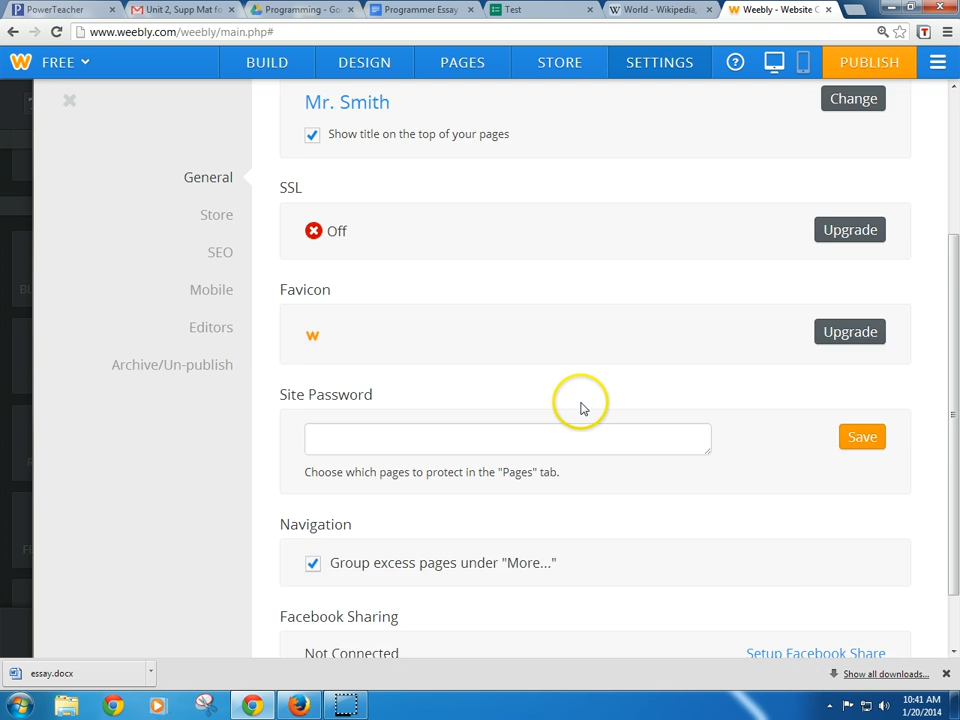 PowerTeacher
Unit 2, Supp Mat fo
Programming - Go
Programmer Essay
Test
World - Wikipedia,
Weebly - Website C
www.weebly.com/weebly/main.php#
FREE
BUILD
DESIGN
PAGES
STORE
SETTINGS
PUBLISH
Mr. Smith
Change
Show title on the top of your pages
General
Store
SEO
Mobile
Editors
Archive/Un-publish
SSL
Off
Upgrade
Favicon
Upgrade
Site Password
Save
Choose which pages to protect in the "Pages" tab.
Navigation
Group excess pages under "More..."
Facebook Sharing
Not Connected
Setup Facebook Share
essay.docx
Show all downloads...
10:41 AM
1/20/2014